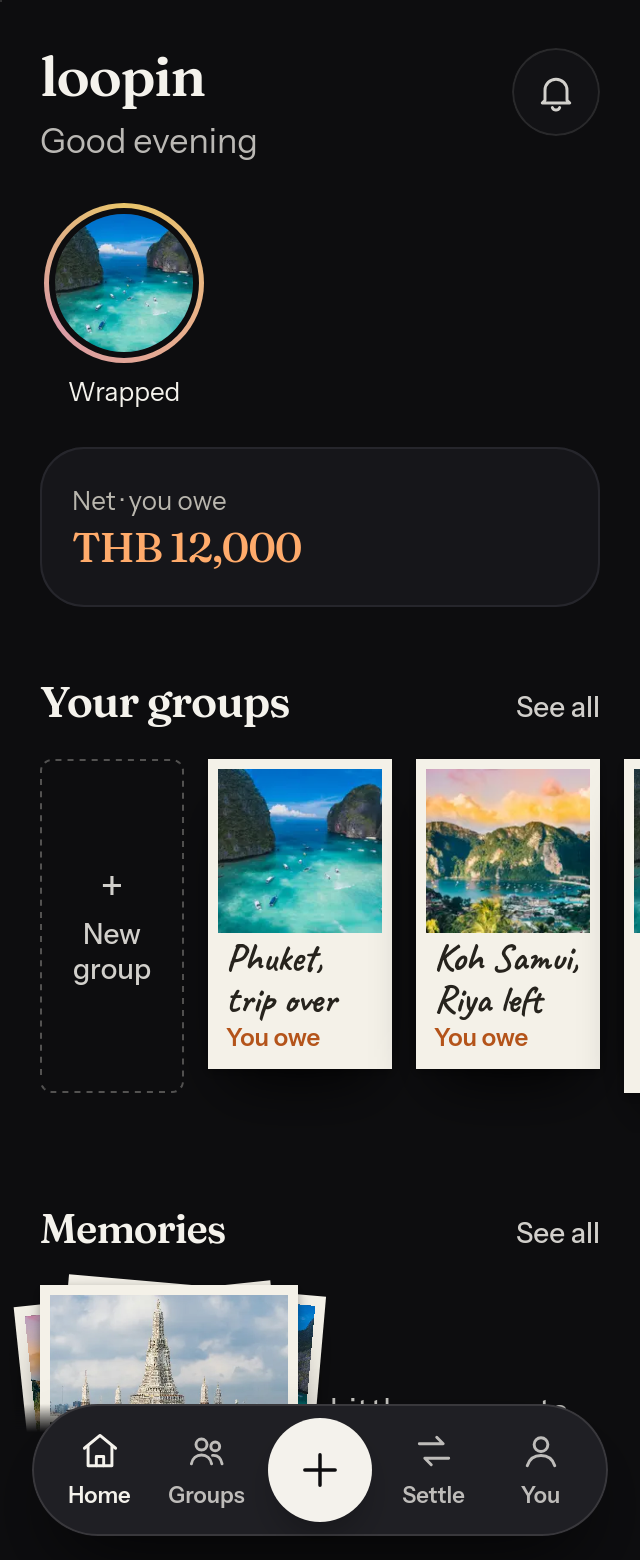 loopin
Good evening
Wrapped
Net · you owe
THB 12,000
Your groups
See all
+
New
group
Phuket,
trip over
You owe
Koh Samui,
Riya left
You owe
Memories
See all
Home
Groups
Settle
You